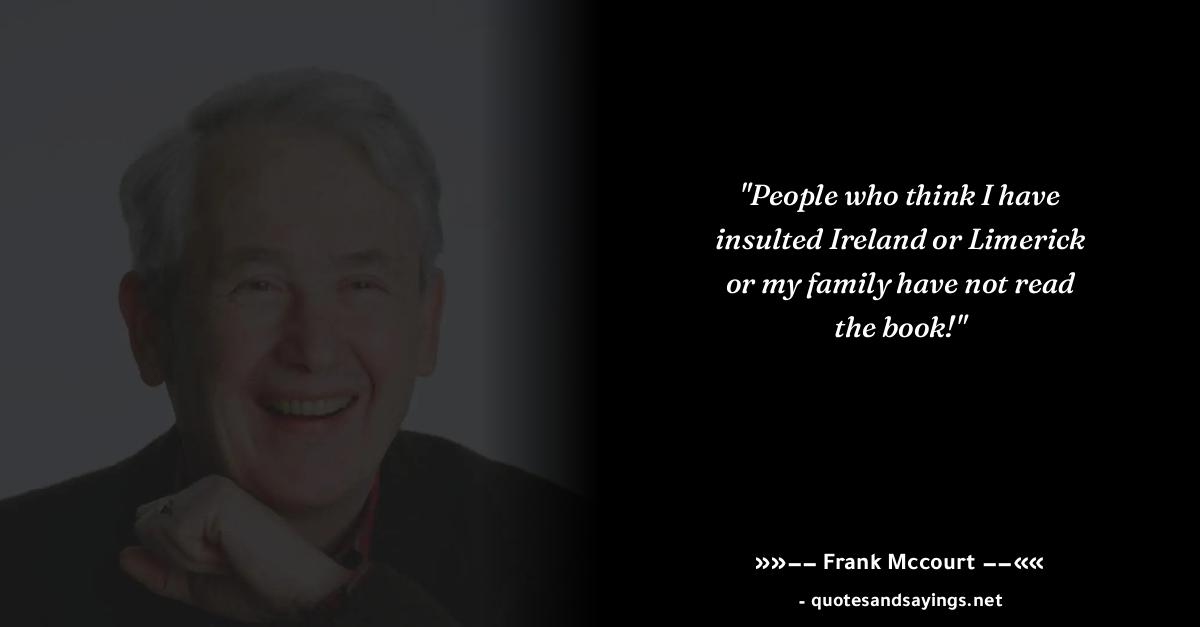 "People who think I have
insulted Ireland or Limerick
or my family have not read
the book!"
»»−− Frank Mccourt −−««
- quotesandsayings.net